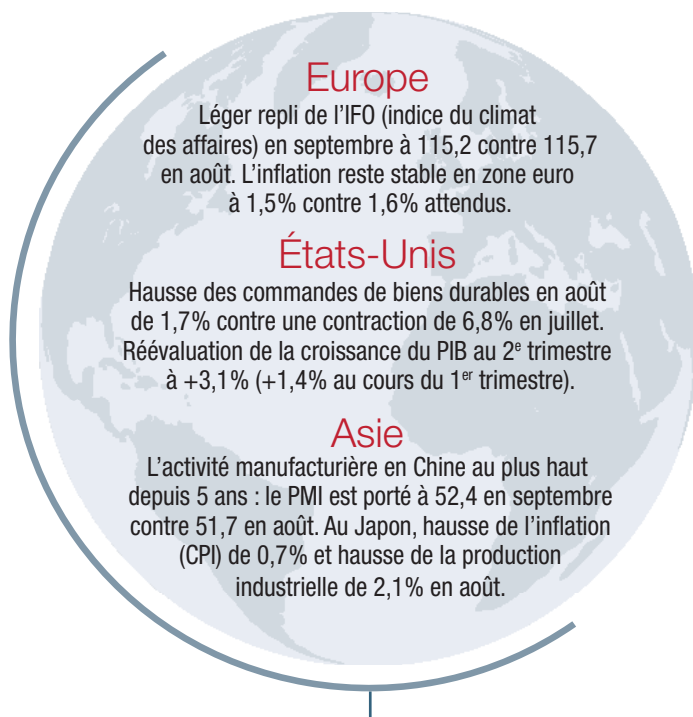 Europe
Léger repli de l’IFO (indice du climat
des affaires) en septembre à 115,2 contre 115,7
en août. L’inflation reste stable en zone euro
à 1,5% contre 1,6% attendus.
États-Unis
Hausse des commandes de biens durables en août
de 1,7% contre une contraction de 6,8% en juillet.
Réévaluation de la croissance du PIB au 2e trimestre
à +3,1% (+1,4% au cours du 1er trimestre).
Asie
L’activité manufacturière en Chine au plus haut
depuis 5 ans : le PMI est porté à 52,4 en septembre
contre 51,7 en août. Au Japon, hausse de l’inflation
(CPI) de 0,7% et hausse de la production
industrielle de 2,1% en août.